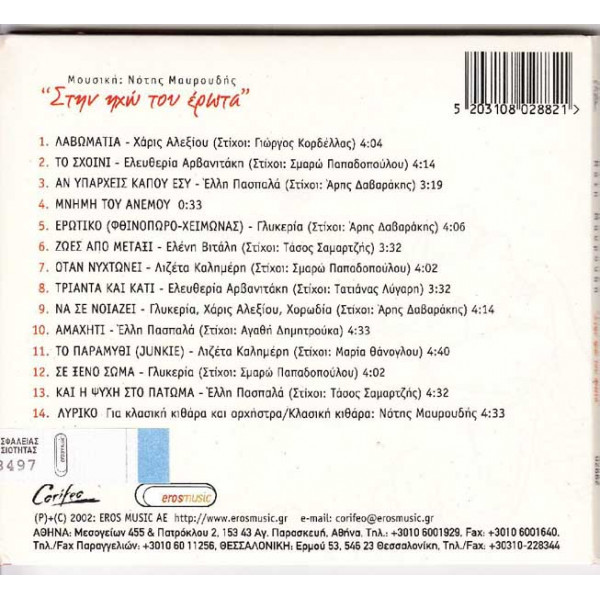 Μουσική: Νότης Μαυρουδής
"Στην ηχώ του έρωτα"
5 203108 028821
1. ΛΑΒΩΜΑΤΙΑ - Χάρις Αλεξίου (Στίχοι: Γιώργος Κορδέλλας) 4:04
2. ΤΟ ΣΧΟΙΝΙ - Ελευθερία Αρβανιτάκη (Στίχοι: Σμαρώ Παπαδοπούλου) 4:14
3. ΑΝ ΥΠΑΡΧΕΙΣ ΚΑΠΟΥ ΕΣΥ - Έλλη Πασπαλά (Στίχοι: Άρης Δαβαράκης) 3:19
4. ΜΝΗΜΗ ΤΟΥ ΑΝΕΜΟΥ 0:33
5. ΕΡΩΤΙΚΟ (ΦΘΙΝΟΠΩΡΟ-ΧΕΙΜΩΝΑΣ) - Γλυκερία (Στίχοι: Άρης Δαβαράκης) 4:06
6. ΖΩΕΣ ΑΠΟ ΜΕΤΑΞΙ - Ελένη Βιτάλη (Στίχοι: Τάσος Σαμαρτζής) 3:32
7. ΟΤΑΝ ΝΥΧΤΩΝΕΙ - Λιζέτα Καλημέρη (Στίχοι: Σμαρώ Παπαδοπούλου) 4:02
8. ΤΡΙΑΝΤΑ ΚΑΙ ΚΑΤΙ - Ελευθερία Αρβανιτάκη (Στίχοι: Τατιάνας Λύγαρη) 3:32
9. ΝΑ ΣΕ ΝΟΙΑΖΕΙ - Γλυκερία, Χάρις Αλεξίου, Χορωδία (Στίχοι: Άρης Δαβαράκης) 4:14
10. ΑΜΑΧΗΤΙ - Έλλη Πασπαλά (Στίχοι: Αγαθή Δημητρούκα) 4:33
11. ΤΟ ΠΑΡΑΜΥΘΙ (JUNKIE) - Λιζέτα Καλημέρη (Στίχοι: Μαρία Θάνογλου) 4:40
12. ΣΕ ΞΕΝΟ ΣΩΜΑ - Γλυκερία (Στίχοι: Σμαρώ Παπαδοπούλου) 4:02
13. ΚΑΙ Η ΨΥΧΗ ΣΤΟ ΠΑΤΩΜΑ - Έλλη Πασπαλά (Στίχοι: Τάσος Σαμαρτζής) 4:32
14. ΛΥΡΙΚΟ Για κλασική κιθάρα και ορχήστρα/Κλασική κιθάρα: Νότης Μαυρουδής 4:33
ΣΦΑΛΕΙΑΣ
ΣΙΟΤΗΤΑΣ
8497
Corifeo
erosmusic
(P)+(C) 2002: EROS MUSIC AE http://www.erosmusic.gr e-mail: corifeo@erosmusic.gr
ΑΘΗΝΑ: Μεσογείων 455 & Πατρόκλου 2, 153 43 Αγ. Παρασκευή, Αθήνα, Τηλ.: +3010 6001929, Fax: +3010 6001640,
Τηλ./Fax Παραγγελιών: +3010 60 11256, ΘΕΣΣΑΛΟΝΙΚΗ: Ερμού 53, 546 23 Θεσσαλονίκη, Τηλ./Fax: +30310-228344